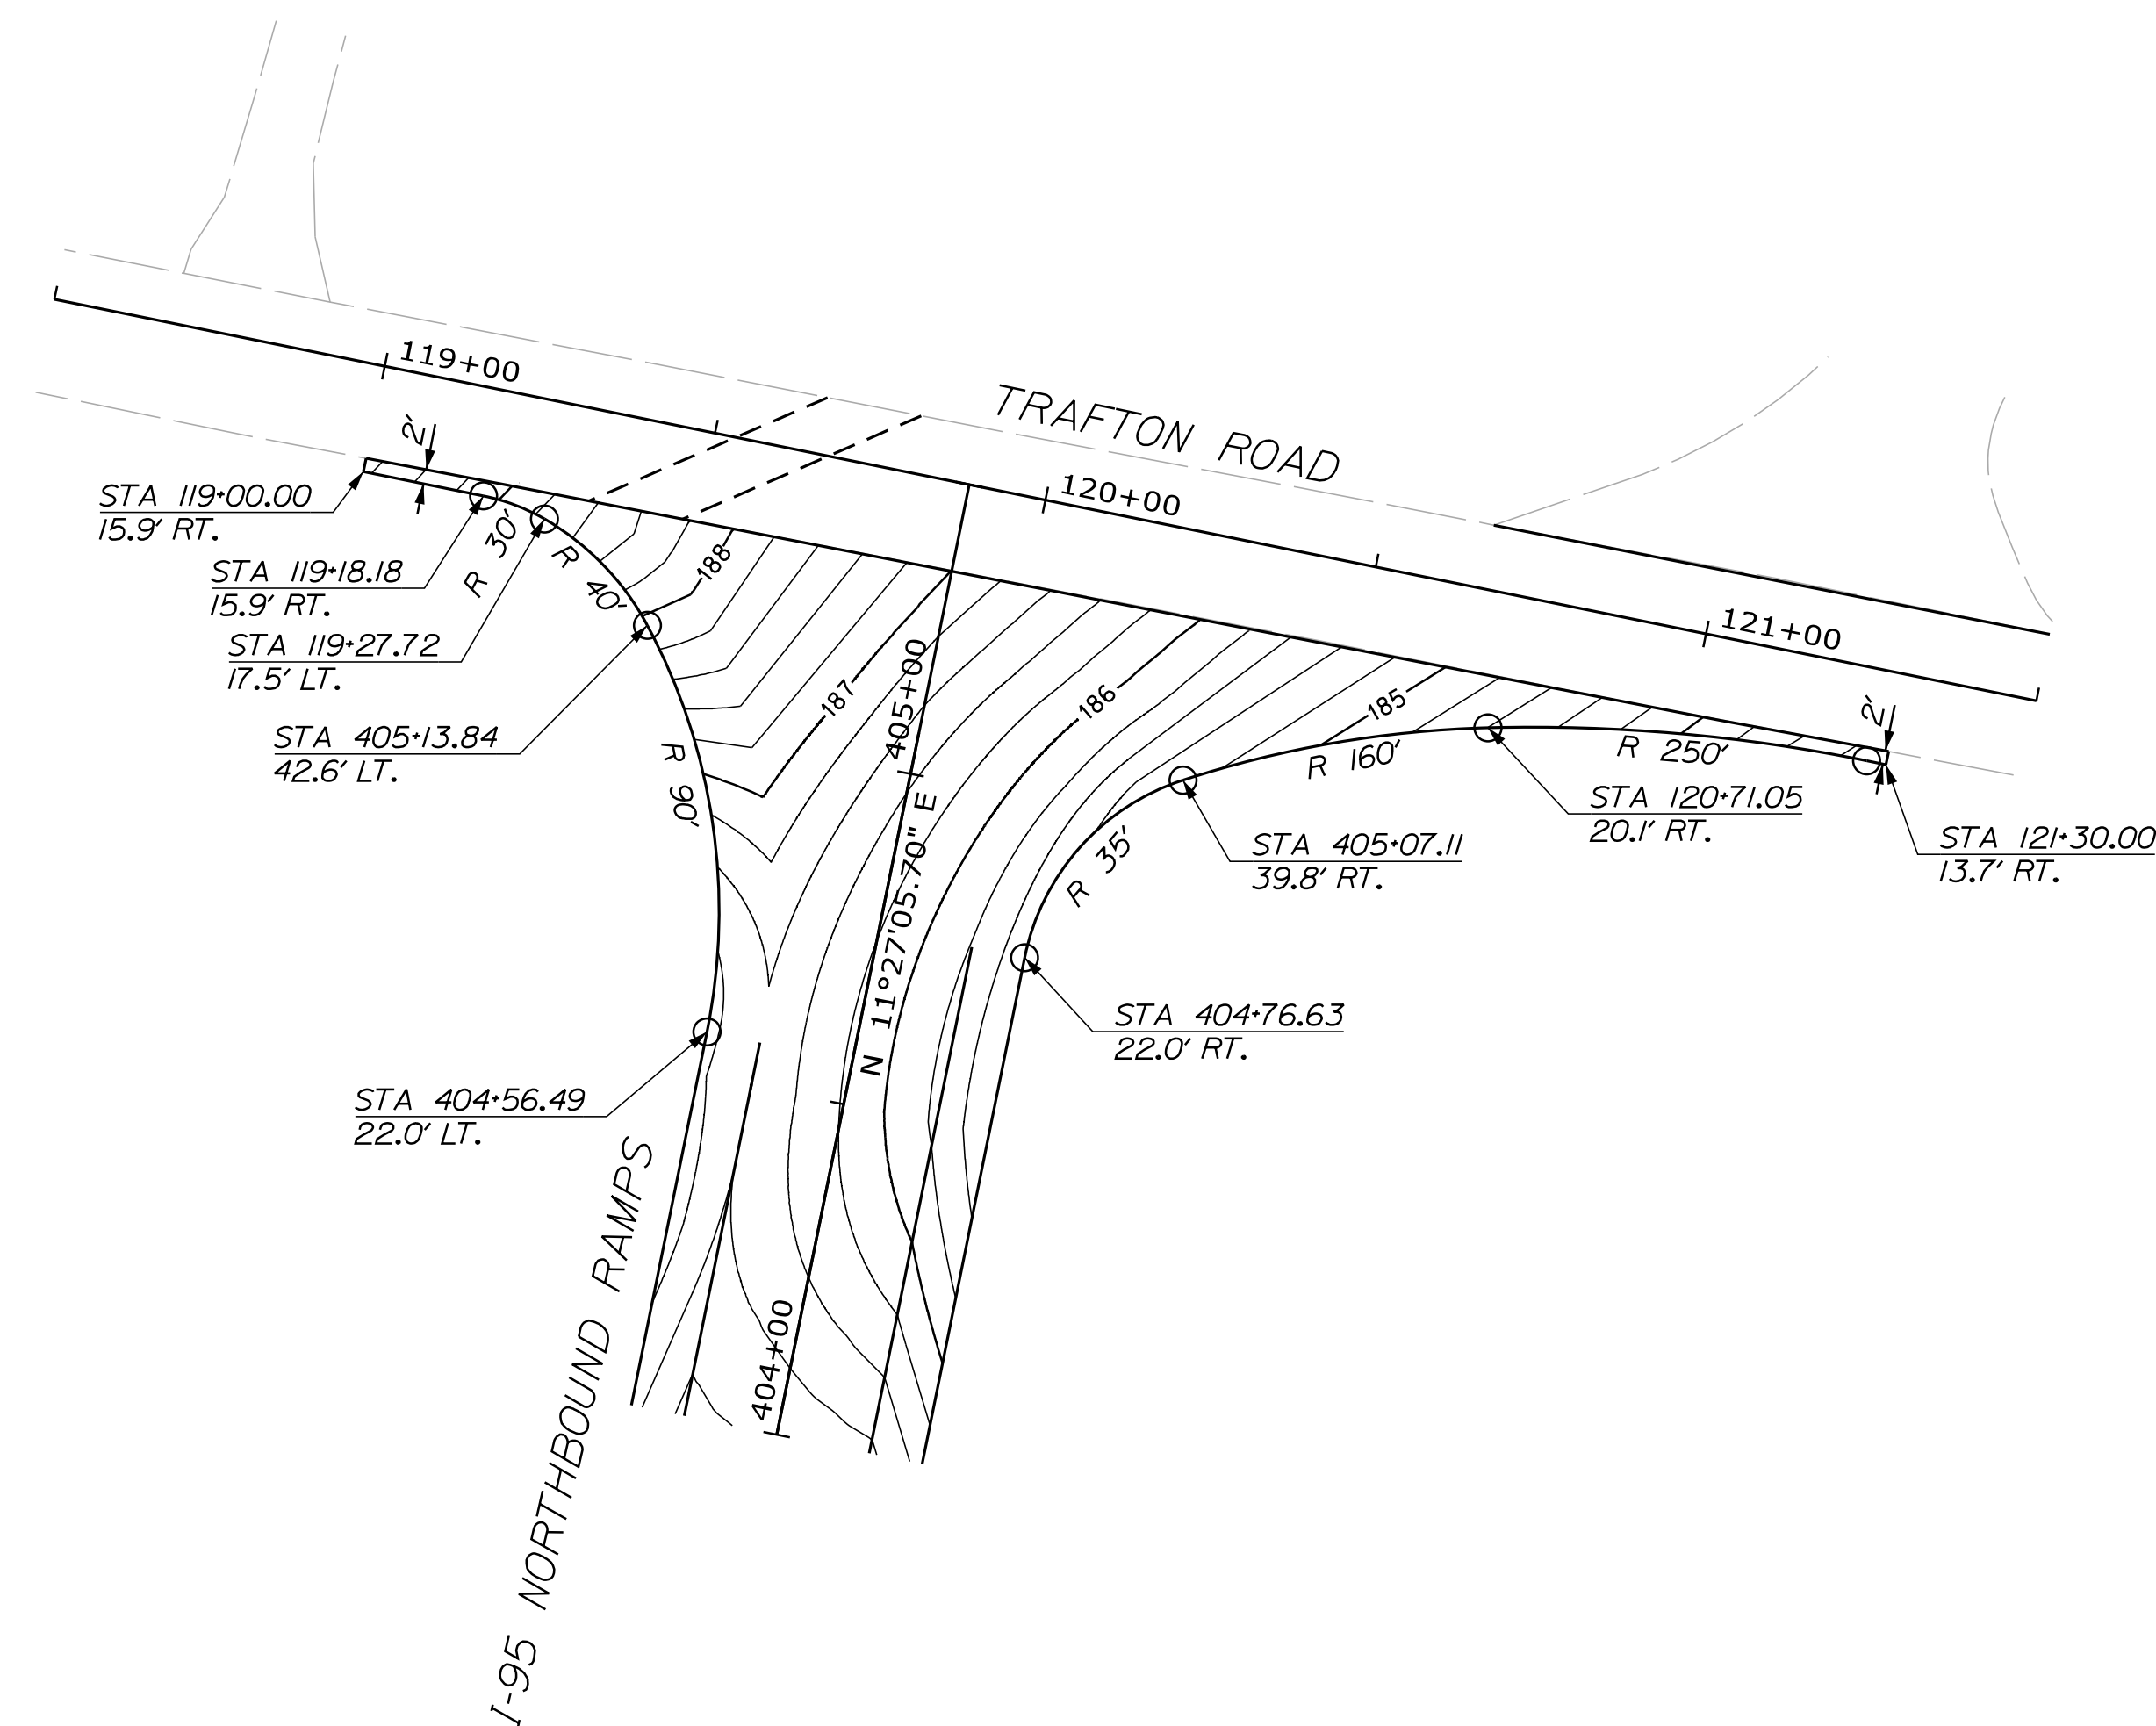 119+00
TRAFTON ROAD
2'
120+00
STA 119+00.00
15.9' RT.
188
STA 119+18.18
15.9' RT.
R 30'
R 40'
121+00
STA 119+27.72
17.5' LT.
187
405+00
186
185
2'
STA 405+13.84
42.6' LT.
R 90'
R 160'
R 250'
STA 120+71.05
20.1' RT.
STA 405+07.11
39.8' RT.
STA 121+30.00
13.7' RT.
R 35'
N 11°27'05.70" E
STA 404+76.63
22.0' RT.
STA 404+56.49
22.0' LT.
404+00
I-95 NORTHBOUND RAMPS